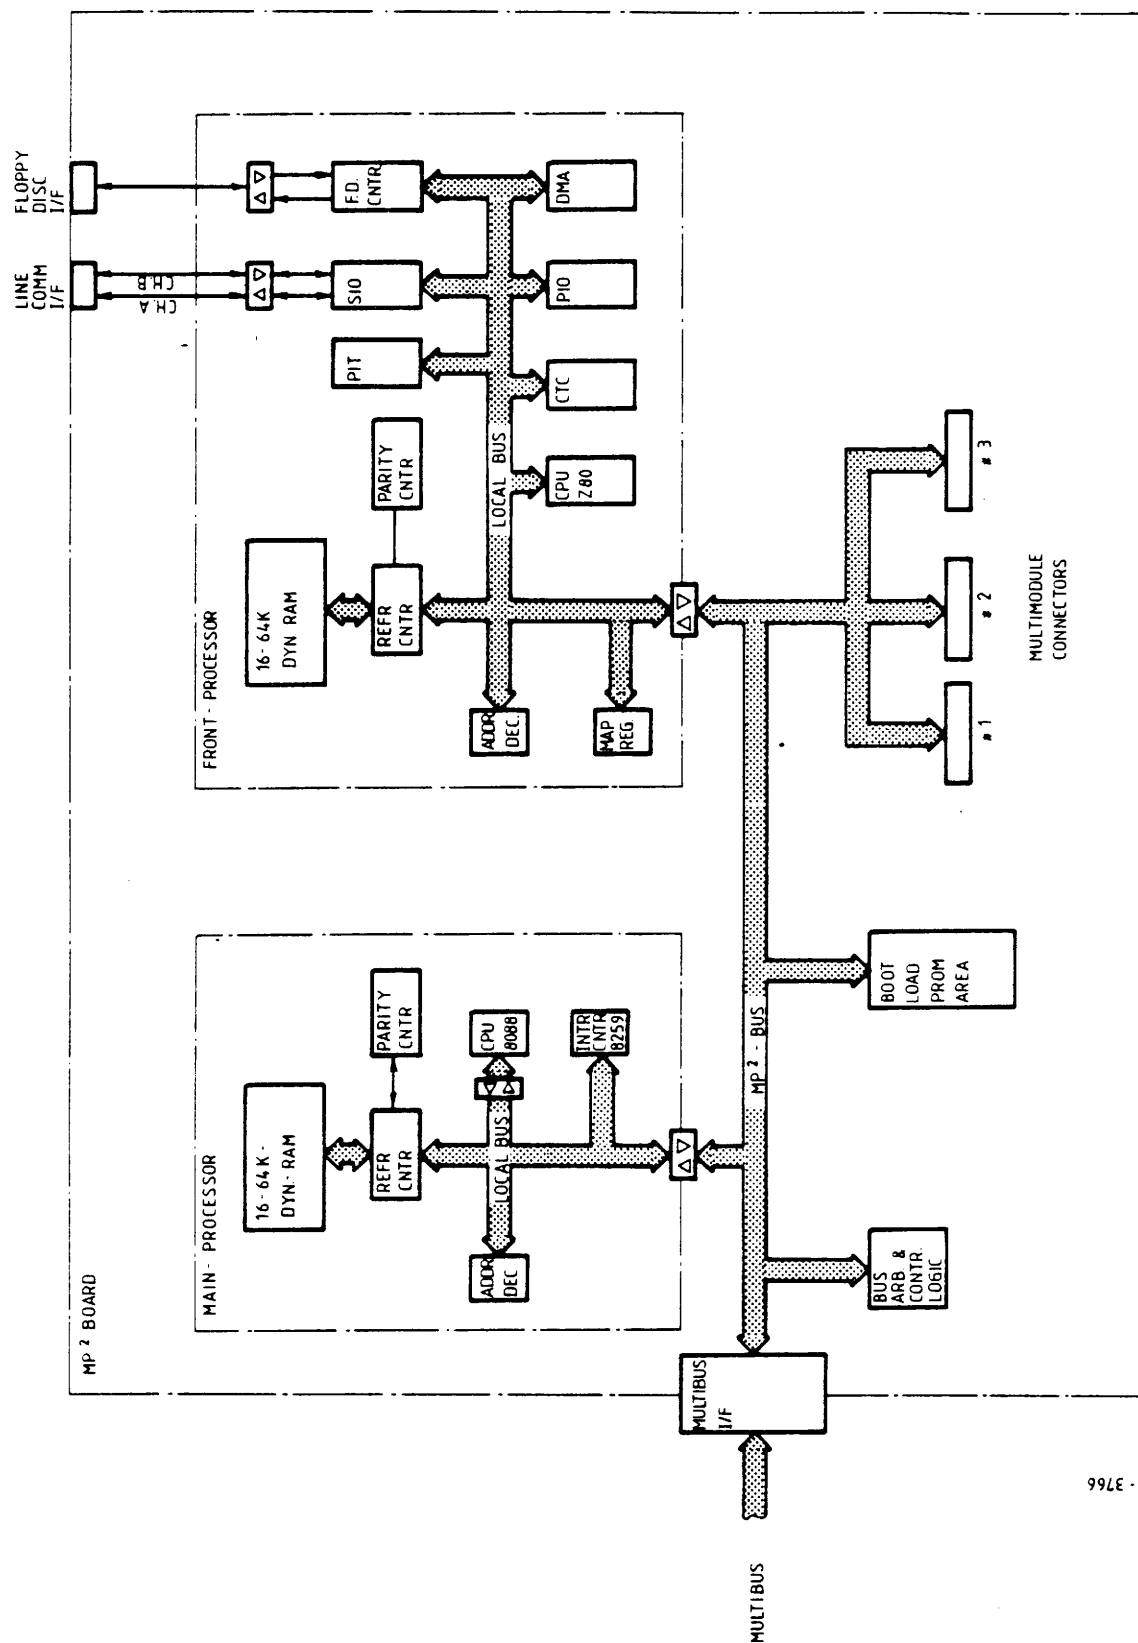 MP² BOARD
MAIN - PROCESSOR
16 - 64K -
DYN.- RAM
REFR
CNTR
PARITY
CNTR
ADDR
DEC
LOCAL BUS
CPU
8088
INTR
CNTR
8259
FRONT - PROCESSOR
16 - 64K
DYN RAM
REFR
CNTR
PARITY
CNTR
ADDR
DEC.
MAP
REG.
LOCAL BUS
CPU
Z80
PIT
CTC
SIO
PIO
F.D.
CNTR
DMA
LINE
COMM
I/F
CH.A
CH.B
FLOPPY
DISC
I/F
MULTIBUS
MULTIBUS
I/F
MP² - BUS
BUS
ARB. &
CONTR.
LOGIC
BOOT
LOAD
PROM
AREA
# 1
# 2
# 3
MULTIMODULE
CONNECTORS
- 3766